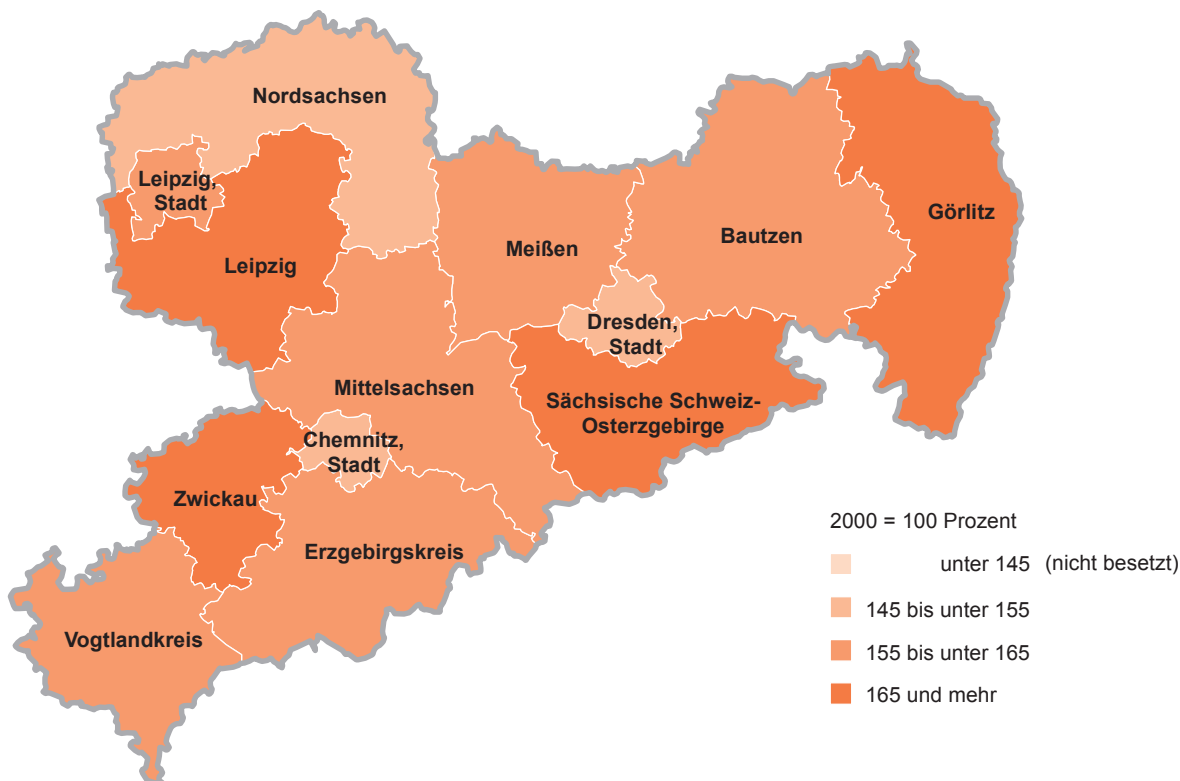 Nordsachsen
Leipzig,
Stadt
Leipzig
Meißen
Bautzen
Görlitz
Dresden,
Stadt
Mittelsachsen
Sächsische Schweiz-
Osterzgebirge
Chemnitz,
Stadt
Zwickau
Erzgebirgskreis
Vogtlandkreis
2000 = 100 Prozent
unter 145 (nicht besetzt)
145 bis unter 155
155 bis unter 165
165 und mehr